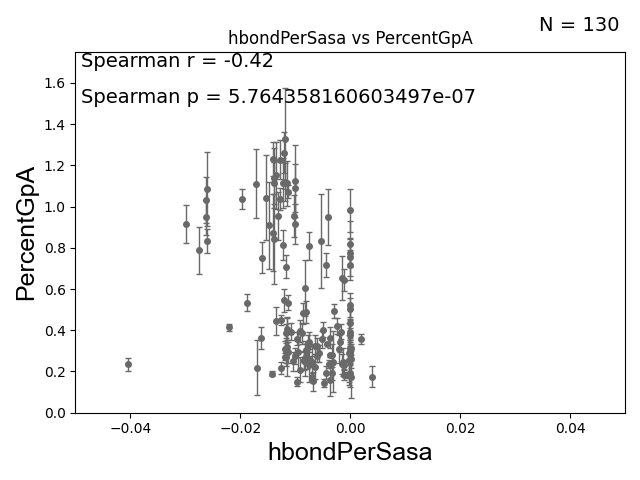 N = 130
hbondPerSasa vs PercentGpA
Spearman r = -0.42
Spearman p = 5.764358160603497e-07
PercentGpA
1.6
1.4
1.2
1.0
0.8
0.6
0.4
0.2
0.0
−0.04 −0.02 0.00 0.02 0.04
hbondPerSasa